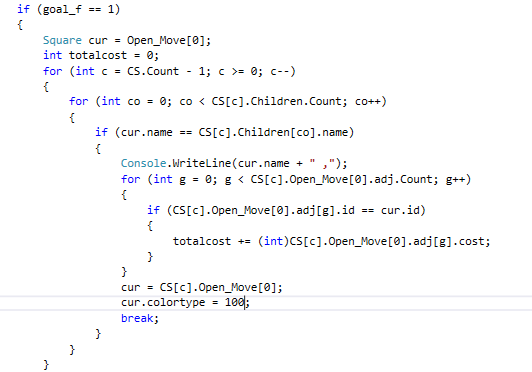 if (goal_f == 1)
{
Square cur = Open_Move[0];
int totalcost = 0;
for (int c = CS.Count - 1; c >= 0; c--)
{
for (int co = 0; co < CS[c].Children.Count; co++)
{
if (cur.name == CS[c].Children[co].name)
{
Console.WriteLine(cur.name + " ,");
for (int g = 0; g < CS[c].Open_Move[0].adj.Count; g++)
{
if (CS[c].Open_Move[0].adj[g].id == cur.id)
{
totalcost += (int)CS[c].Open_Move[0].adj[g].cost;
}
}
cur = CS[c].Open_Move[0];
cur.colortype = 100;
break;
}
}
}